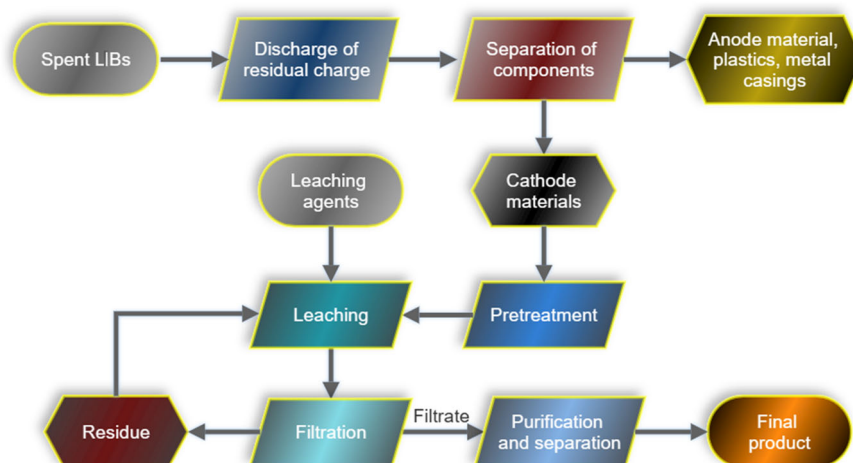 Spent LIBs
Discharge of
residual charge
Separation of
components
Anode material,
plastics, metal
casings
Leaching
agents
Cathode
materials
Leaching
Pretreatment
Residue
Filtration
Filtrate
Purification
and separation
Final
product